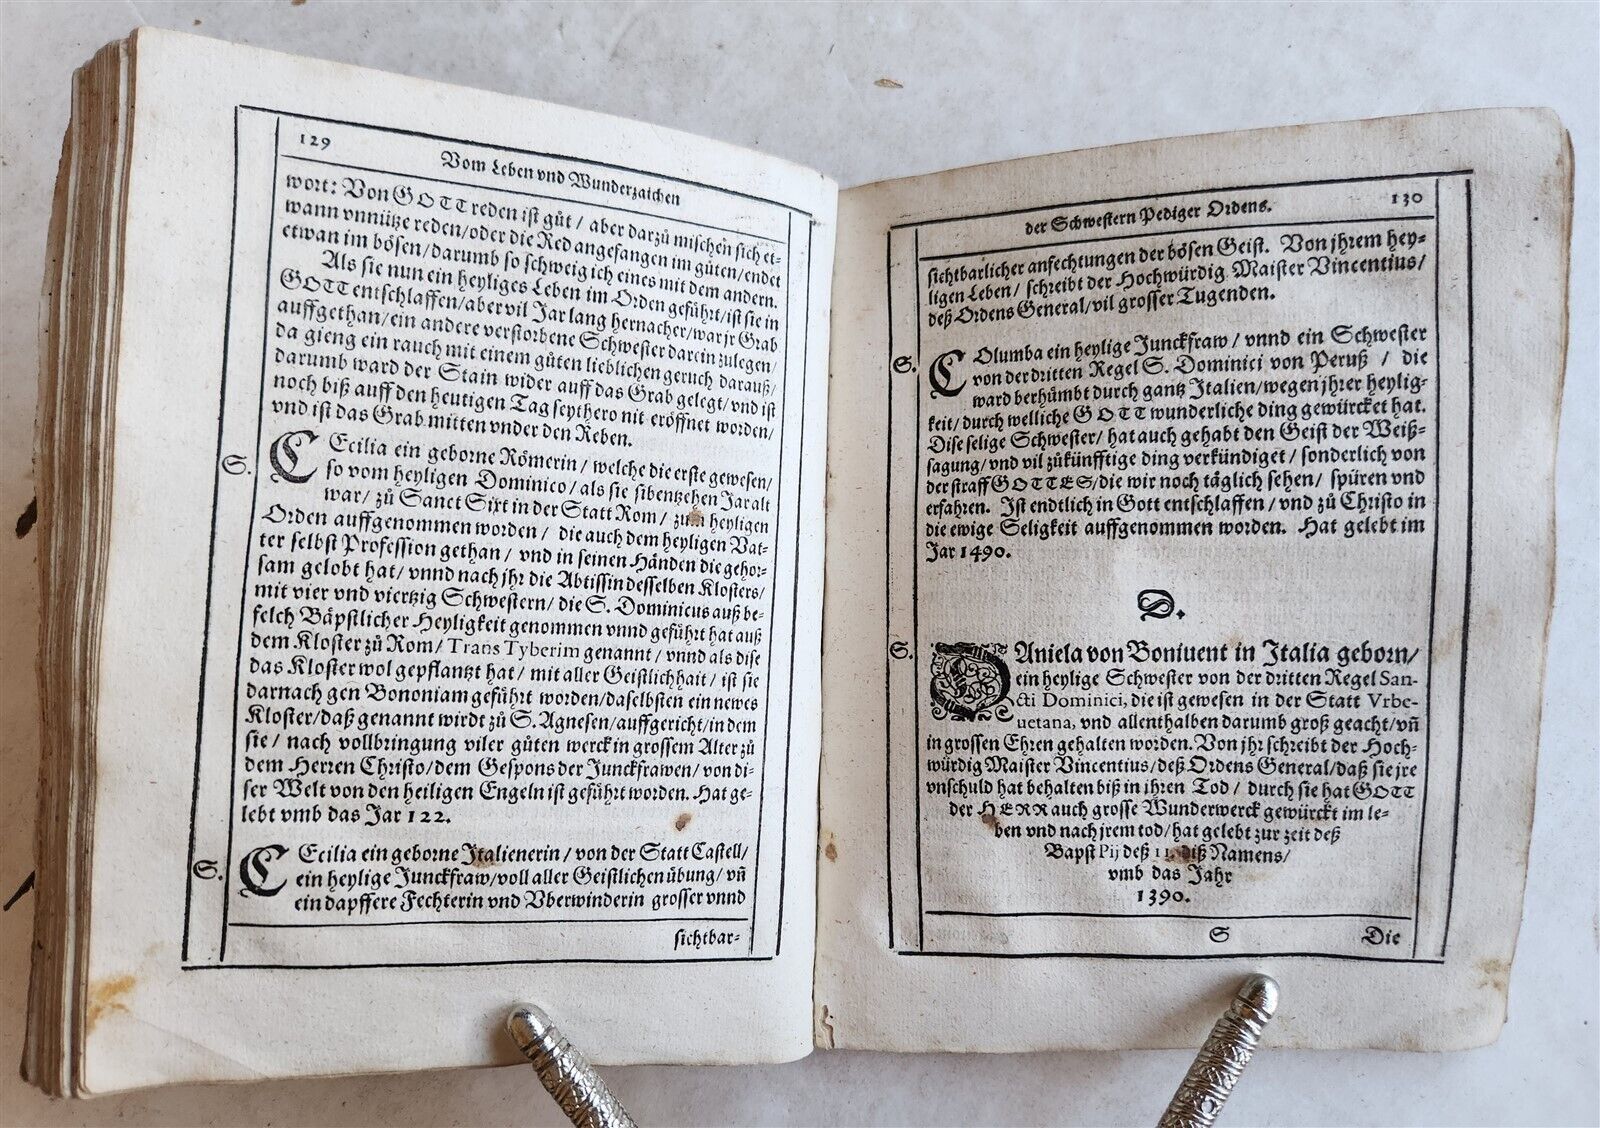 129
Vom Leben vnd Wunderzaichen
wort: Von GOTT reden ist gůt / aber darzů mischen sich et-
wann vnnütze reden/oder die Red angefangen im gůten/endet
etwan im bösen/darumb so schweig ich eines mit dem andern.
Als sie nun ein heyliges Leben im Orden geführt/ist sie in
GOTT entschlaffen/aber vil Jar lang hernacher/war jr Grab
auffgethan/ein andere verstorbene Schwester darein zulegen/
da gieng ein rauch mit einem gůten lieblichen geruch darauß/
darumb ward der Stain wider auff das Grab gelegt/vnd ist
noch biß auff den heutigen Tag seythero nit eröffnet worden/
vnd ist das Grab mitten vnder den Reben.
S.
CEcilia ein geborne Römerin / welche die erste gewesen/
so vom heyligen Dominico / als sie sibentzehen Jar alt
war / zů Sanct Sixt in der Statt Rom / zum heyligen
Orden auffgenommen worden / die auch dem heyligen Vat-
ter selbst Profession gethan / vnd in seinen Händen die gehor-
sam gelobt hat/ vnnd nach jhr die Abtissin desselben Klosters/
mit vier vnd viertzig Schwestern / die S. Dominicus auß be-
felch Bäpstlicher Heyligkeit genommen vnnd geführt hat auß
dem Kloster zů Rom / Trans Tyberim genannt / vnnd als dise
das Kloster wol gepflantzt hat / mit aller Geistlichhait / ist sie
darnach gen Bononiam geführt worden/daselbsten ein newes
Kloster/daß genannt wirdt zů S. Agnesen/auffgericht/in dem
sie / nach vollbringung viler gůten werck in grossem Alter zů
dem Herren Christo/dem Gespons der Junckfrawen / von di-
ser Welt von den heiligen Engeln ist geführt worden. Hat ge-
lebt vmb das Jar 122.
S.
CEcilia ein geborne Italienerin / von der Statt Castell/
ein heylige Junckfraw/voll aller Geistlichen übung/ vñ
ein dapffere Fechterin vnd Vberwinderin grosser vnnd
sichtbar-
der Schwestern Pediger Ordens.
130
sichtbarlicher anfechtungen der bösen Geist. Von jhrem hey-
ligen Leben / schreibt der Hochwürdig Maister Vincentius/
deß Ordens General/vil grosser Tugenden.
S.
COlumba ein heylige Junckfraw / vnnd ein Schwester
von der dritten Regel S. Dominici von Peruß / die
ward berhümbt durch gantz Italien/wegen jhrer heylig-
keit/durch welliche GOTT wunderliche ding gewürcket hat.
Dise selige Schwester/ hat auch gehabt den Geist der Weiß-
sagung/vnd vil zůkünfftige ding verkündiget / sonderlich von
der straff GOTTES/die wir noch täglich sehen/ spüren vnd
erfahren. Ist endtlich in Gott entschlaffen/ vnd zů Christo in
die ewige Seligkeit auffgenommen worden. Hat gelebt im
Jar 1490.
D.
S.
DAniela von Boniuent in Italia geborn/
ein heylige Schwester von der dritten Regel San-
cti Dominici, die ist gewesen in der Statt Vrbe-
uetana, vnd allenthalben darumb groß geacht/vñ
in grossen Ehren gehalten worden. Von jhr schreibt der Hoch-
würdig Maister Vincentius/deß Ordens General/daß sie jre
vnschuld hat behalten biß in jhren Tod / durch sie hat GOTT
der HERR auch grosse Wunderwerck gewürckt im le-
ben vnd nach jrem tod/hat gelebt zur zeit deß
Bapst Pij deß 11. diß Namens/
vmb das Jahr
1390.
S
Die